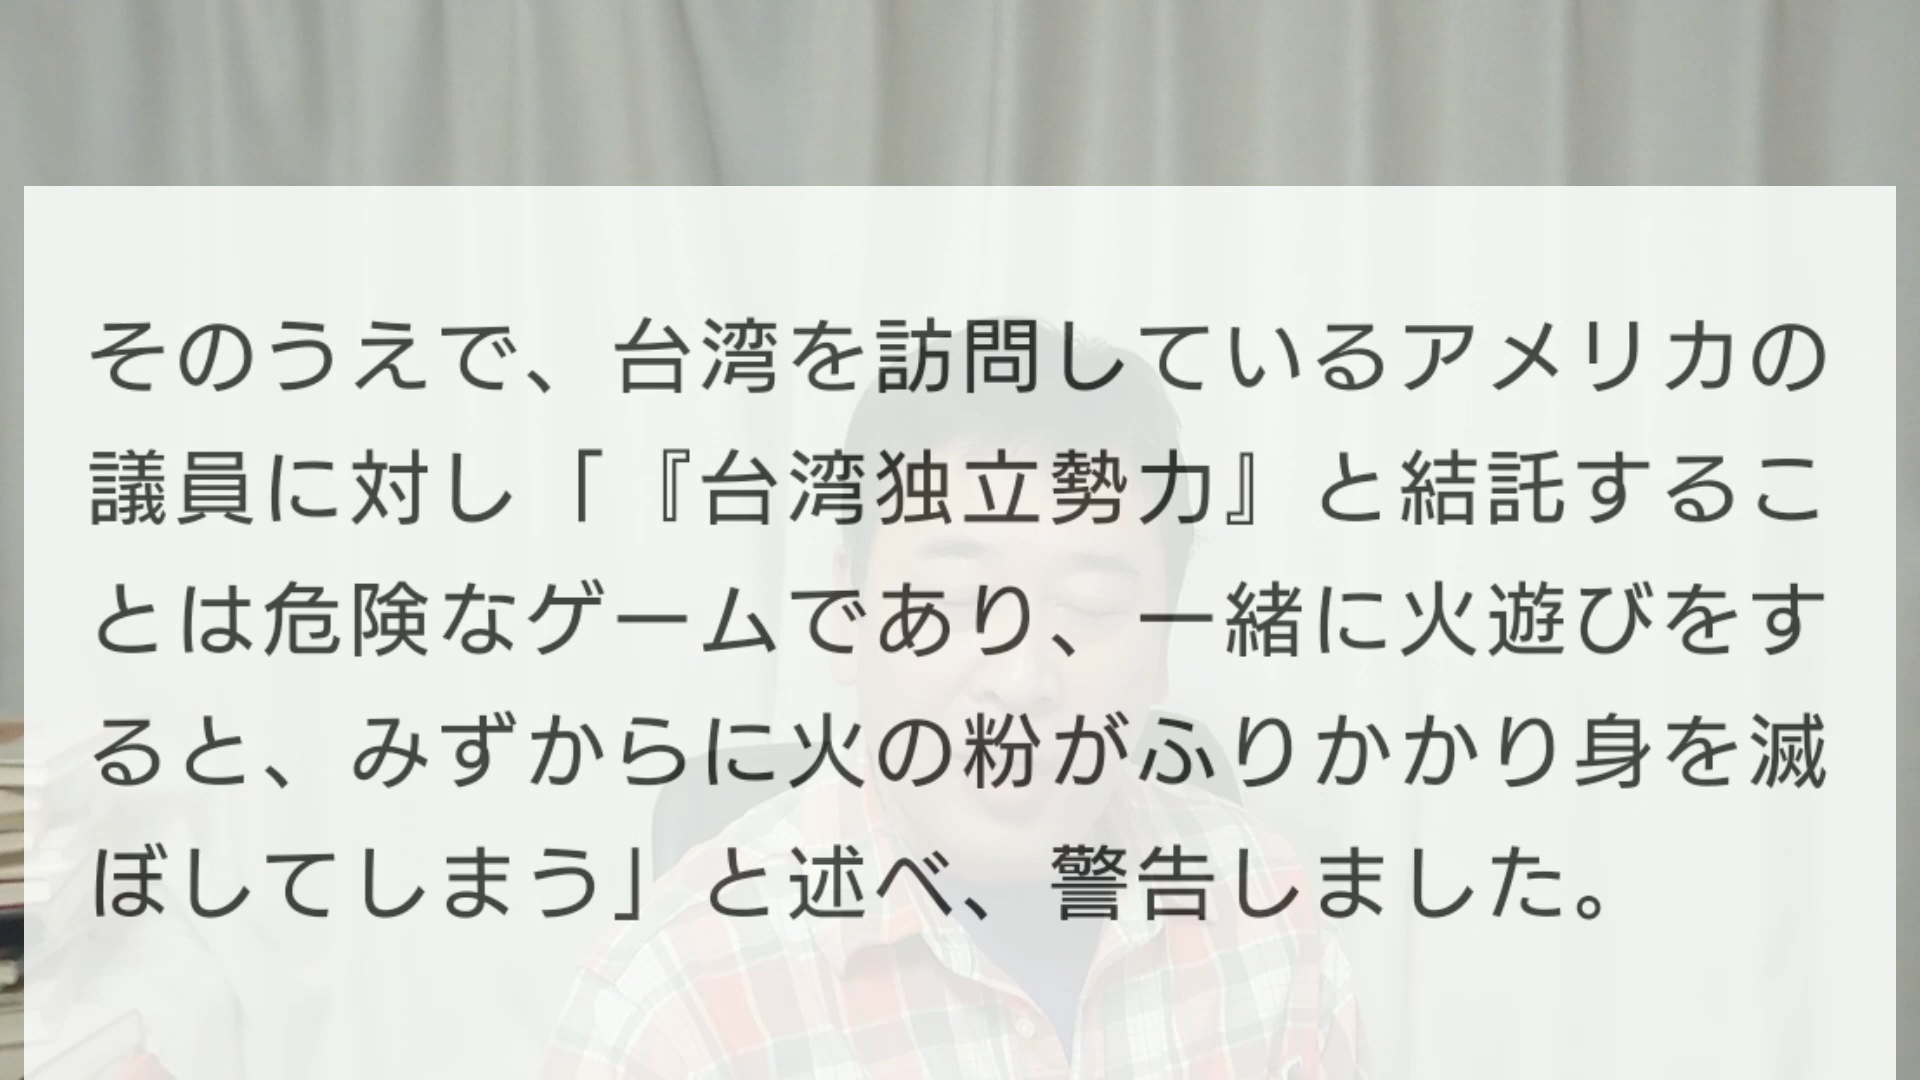 そのうえで、台湾を訪問しているアメリカの
議員に対し「『台湾独立勢力』と結託するこ
とは危険なゲームであり、一緒に火遊びをす
ると、みずからに火の粉がふりかかり身を滅
ぼしてしまう」と述べ、警告しました。